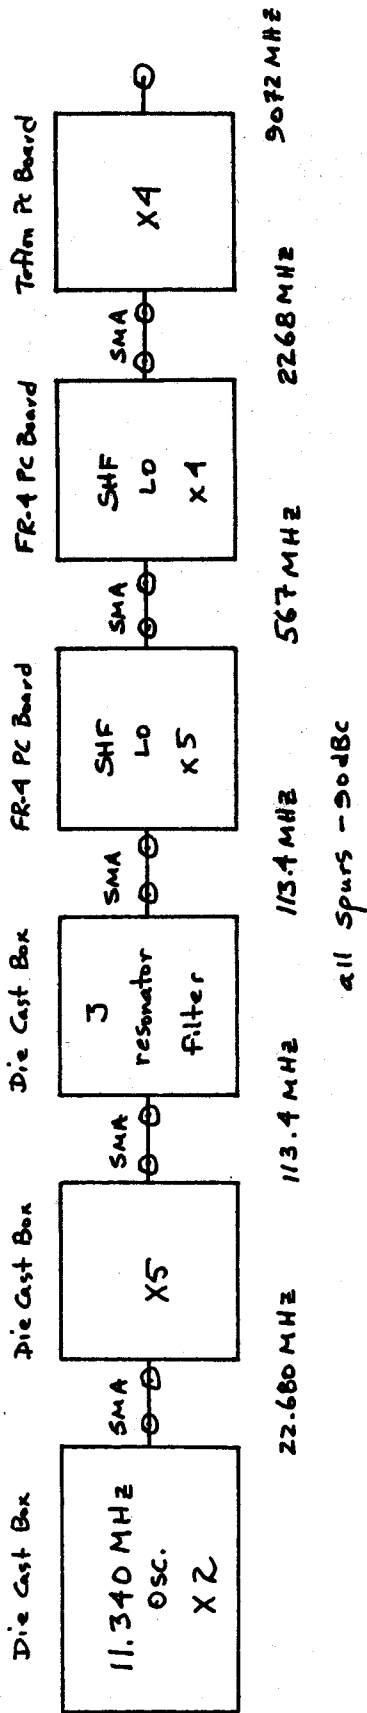 Die Cast Box
Die Cast Box
Die Cast Box
FR-4 PC Board
FR-4 PC Board
Teflon PC Board
11.340 MHz
OSC.
X2
SMA
X5
SMA
3
resonator
filter
SMA
SHF
LO
X5
SMA
SHF
LO
X4
SMA
X4
22.680 MHz
113.4 MHz
113.4 MHz
567 MHz
2268 MHz
9072 MHz
all spurs -90dBC